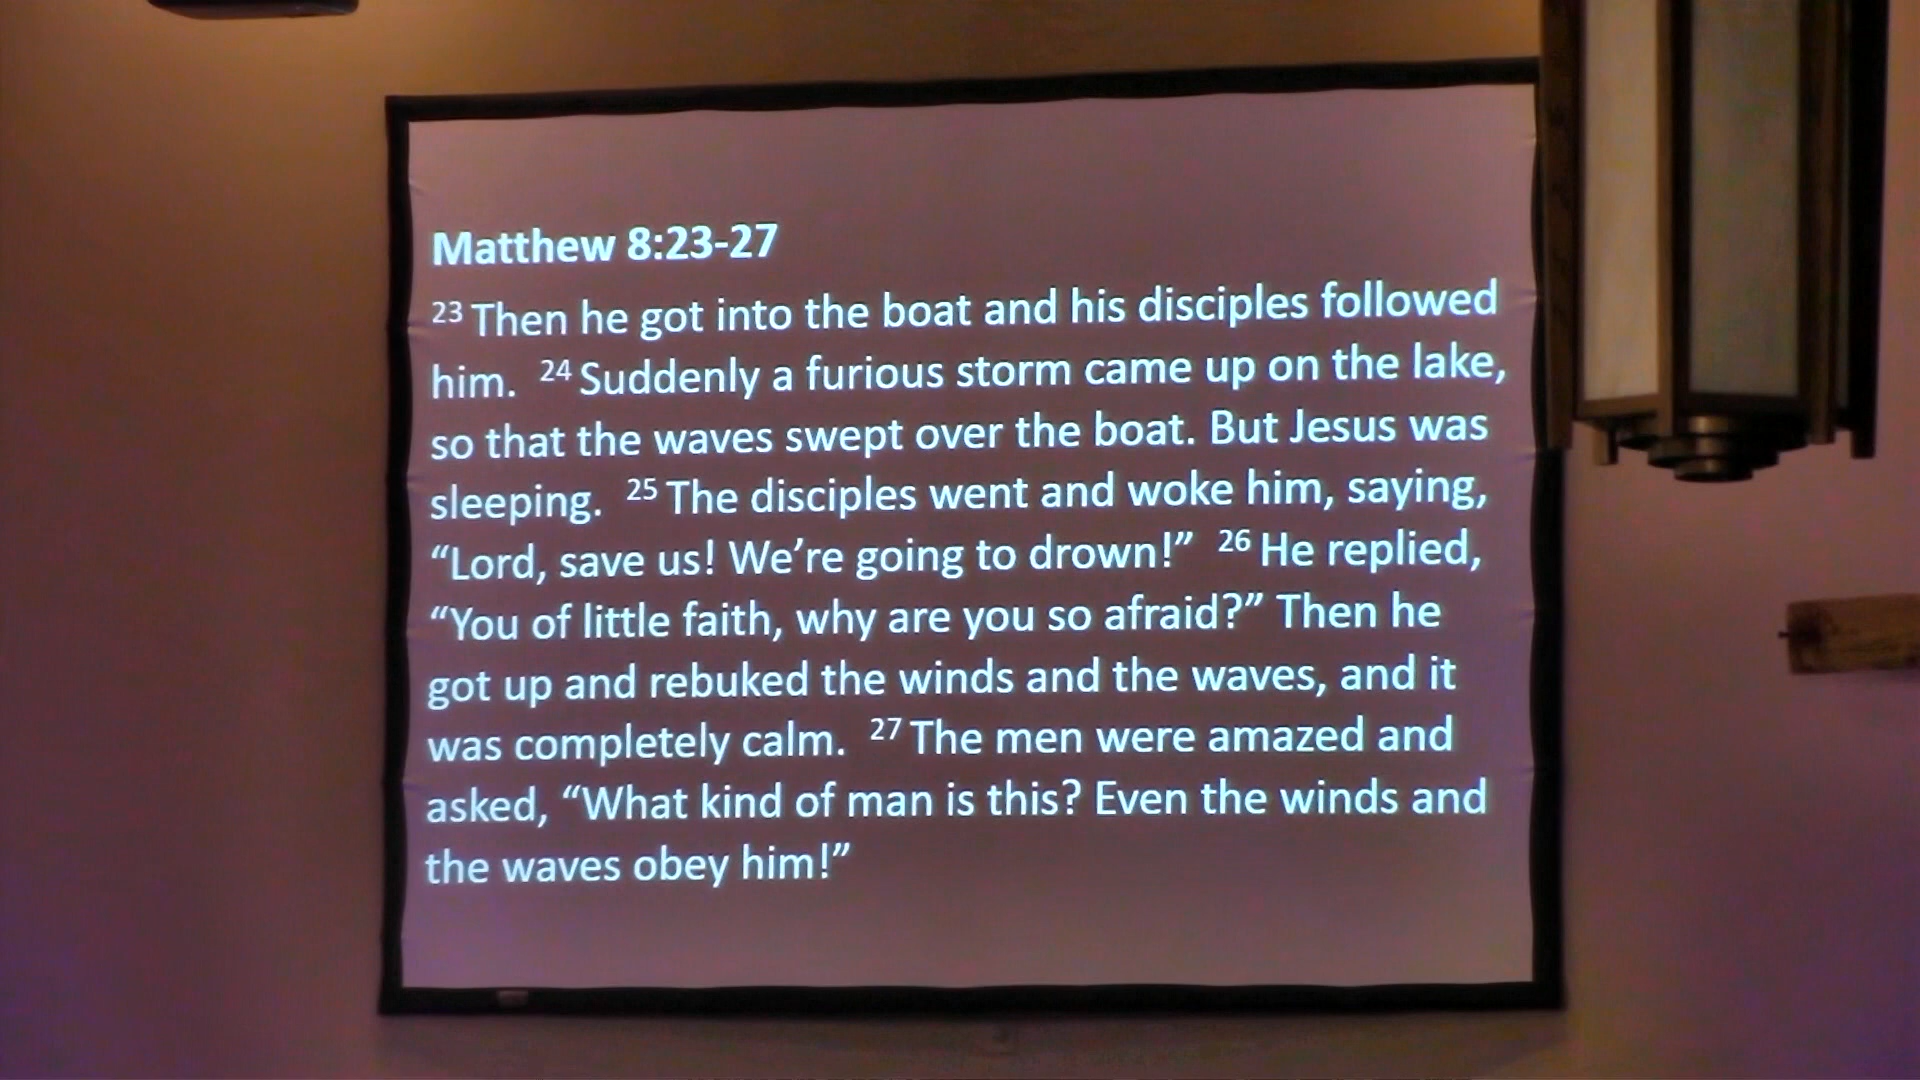 Matthew 8:23-27
23 Then he got into the boat and his disciples followed
him. 24 Suddenly a furious storm came up on the lake,
so that the waves swept over the boat. But Jesus was
sleeping. 25 The disciples went and woke him, saying,
“Lord, save us! We’re going to drown!” 26 He replied,
“You of little faith, why are you so afraid?” Then he
got up and rebuked the winds and the waves, and it
was completely calm. 27 The men were amazed and
asked, “What kind of man is this? Even the winds and
the waves obey him!”